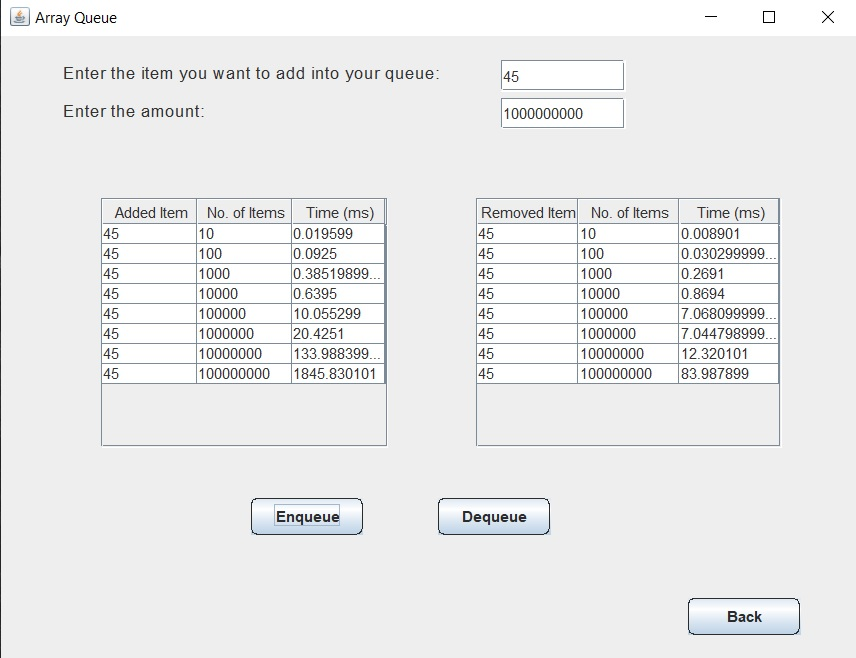 Array Queue
Enter the item you want to add into your queue:
45
Enter the amount:
1000000000
Added Item No. of Items Time (ms)
45 10 0.019599
45 100 0.0925
45 1000 0.38519899...
45 10000 0.6395
45 100000 10.055299
45 1000000 20.4251
45 10000000 133.988399...
45 100000000 1845.830101
Removed Item No. of Items Time (ms)
45 10 0.008901
45 100 0.030299999...
45 1000 0.2691
45 10000 0.8694
45 100000 7.068099999...
45 1000000 7.044798999...
45 10000000 12.320101
45 100000000 83.987899
Enqueue
Dequeue
Back